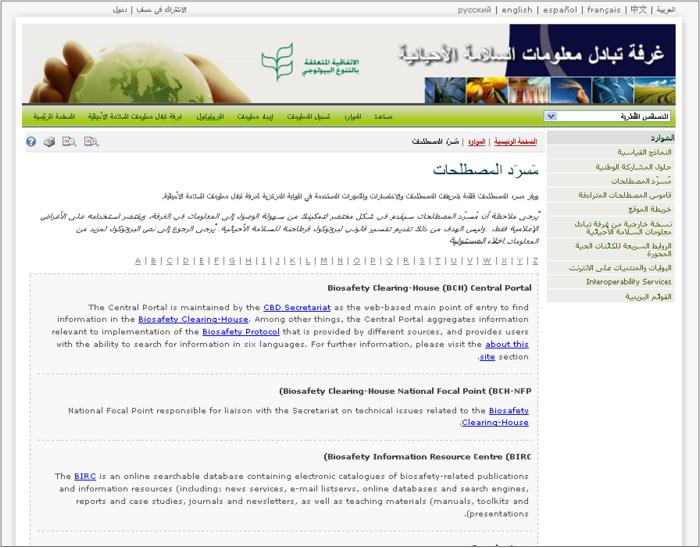 العربية | 中文 | français | español | english | русский
الاشتراك في حساب | دخول
غرفة تبادل معلومات السلامة الأحيائية
الاتفاقية المتعلقة
بالتنوع البيولوجي
الصفحة الرئيسية
غرفة تبادل معلومات السلامة الأحيائية
البروتوكول
إيجاد معلومات
تسجيل المعلومات
الموارد
مساعدة
الصفحة الرئيسية | الموارد | مَسرَد المصطلحات
الموارد
النماذج القياسية
حلول المشاركة الوطنية
مَسرَد المصطلحات
قاموس المصطلحات المترادفة
خريطة الموقع
نسخة خارجية من غرفة تبادل
معلومات السلامة الأحيائية
الروابط السريعة للكائنات الحية
المحورة
البوابات والمنتديات على الانترنت
Interoperability Services
القوائم البريدية
مَسرَد المصطلحات
يوفر مسرد المصطلحات قائمة بتعريفات المصطلحات والاختصارات والتعبيرات المستخدمة في البوابة المركزية لغرفة تبادل معلومات السلامة الأحيائية.
يُرجى ملاحظة أن مَسرَد المصطلحات سيقدم في شكل مختصر لتمكينك من سهولة الوصول إلى المعلومات في الغرفة، ويقتصر استخدامه على الأغراض
الإعلامية فقط، وليس الهدف من ذلك تقديم تفسير قانوني لبروتوكول قرطاجنة للسلامة الأحيائية. يُرجى الرجوع إلى نص البروتوكول لمزيد من
المعلومات. اخلاء المسئولية
A | B | C | D | E | F | G | H | I | J | K | L | M | N | O | P | Q | R | S | T | U | V | W | X | Y | Z
Biosafety Clearing-House (BCH) Central Portal
The Central Portal is maintained by the CBD Secretariat as the web-based main point of entry to find
information in the Biosafety Clearing-House. Among other things, the Central Portal aggregates information
relevant to implementation of the Biosafety Protocol that is provided by different sources, and provides users
with the ability to search for information in six languages. For further information, please visit the about this
.site section
(Biosafety Clearing-House National Focal Point (BCH-NFP
National Focal Point responsible for liaison with the Secretariat on technical issues related to the Biosafety
.Clearing-House
(Biosafety Information Resource Centre (BIRC
The BIRC is an online searchable database containing electronic catalogues of biosafety-related publications
and information resources (including: news services, e-mail listservs, online databases and search engines,
reports and case studies, journals and newsletters, as well as teaching materials (manuals, toolkits and
.(presentations